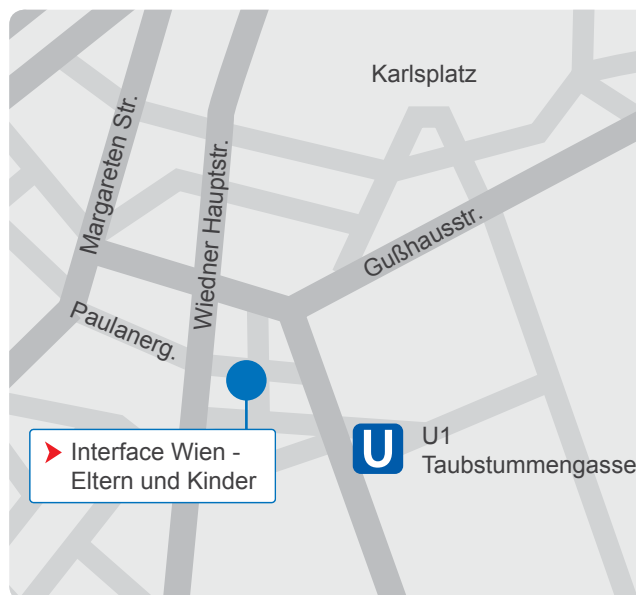 Karlsplatz
Margareten Str.
Wiedner Hauptstr.
Gußhausstr.
Paulanerg.
Interface Wien -
Eltern und Kinder
U
U1
Taubstummengasse